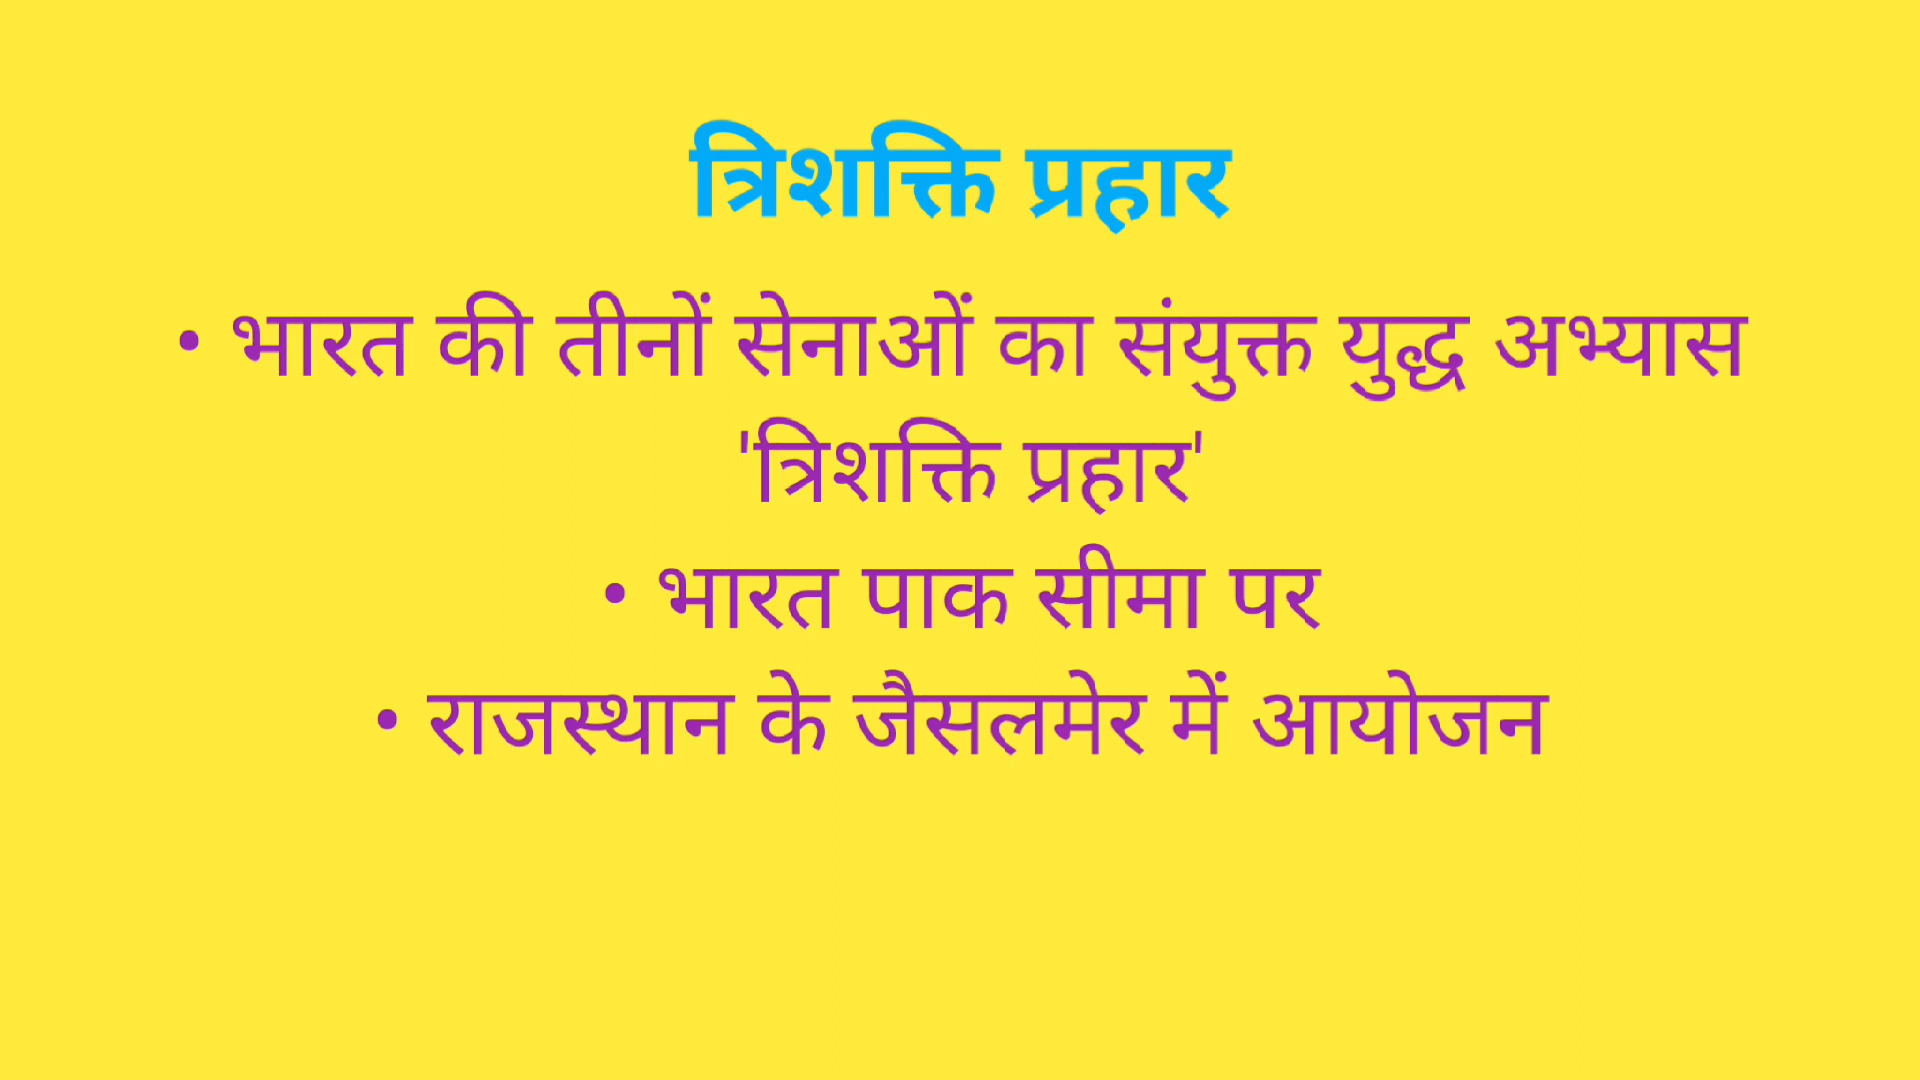 त्रिशक्ति प्रहार
• भारत की तीनों सेनाओं का संयुक्त युद्ध अभ्यास
'त्रिशक्ति प्रहार'
• भारत पाक सीमा पर
• राजस्थान के जैसलमेर में आयोजन